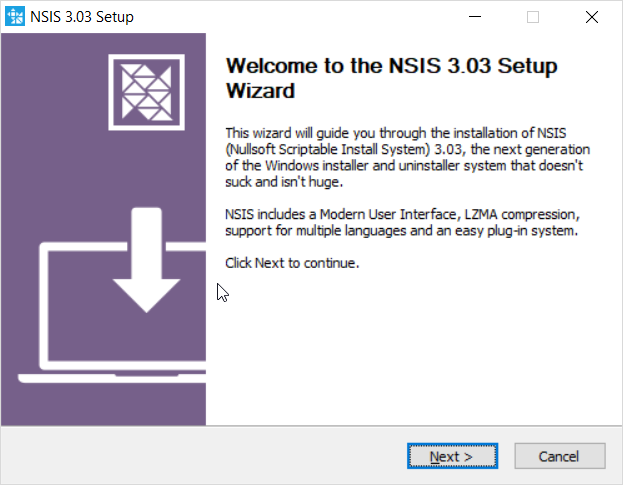 NSIS 3.03 Setup
Welcome to the NSIS 3.03 Setup
Wizard
This wizard will guide you through the installation of NSIS
(Nullsoft Scriptable Install System) 3.03, the next generation
of the Windows installer and uninstaller system that doesn't
suck and isn't huge.
NSIS includes a Modern User Interface, LZMA compression,
support for multiple languages and an easy plug-in system.
Click Next to continue.
Next >
Cancel